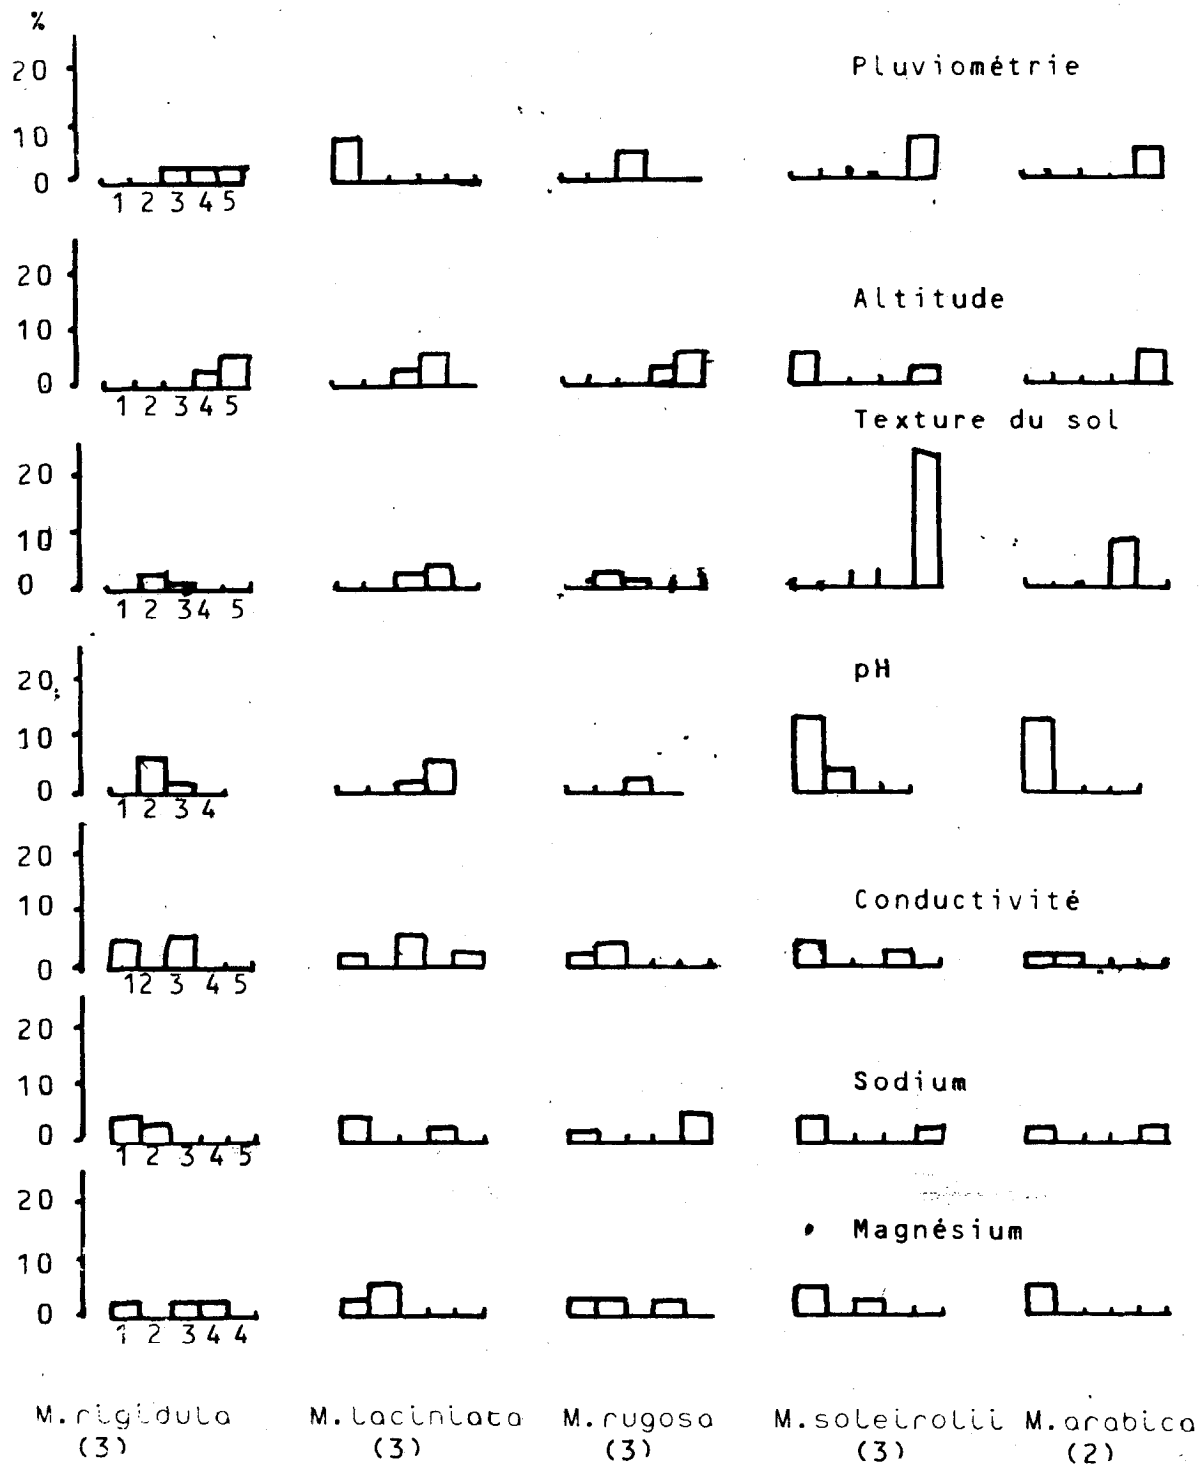 %
20
Pluviométrie
10
0
1 2 3 4 5
20
Altitude
10
0
1 2 3 4 5
Texture du sol
20
10
0
1 2 3 4 5
pH
20
10
0
1 2 3 4
20
Conductivité
10
0
1 2 3 4 5
20
Sodium
10
0
1 2 3 4 5
20
Magnésium
10
0
1 2 3 4 4
M.rigidula M.laciniata M.rugosa M.soleirolii M.arabica
(3) (3) (3) (3) (2)